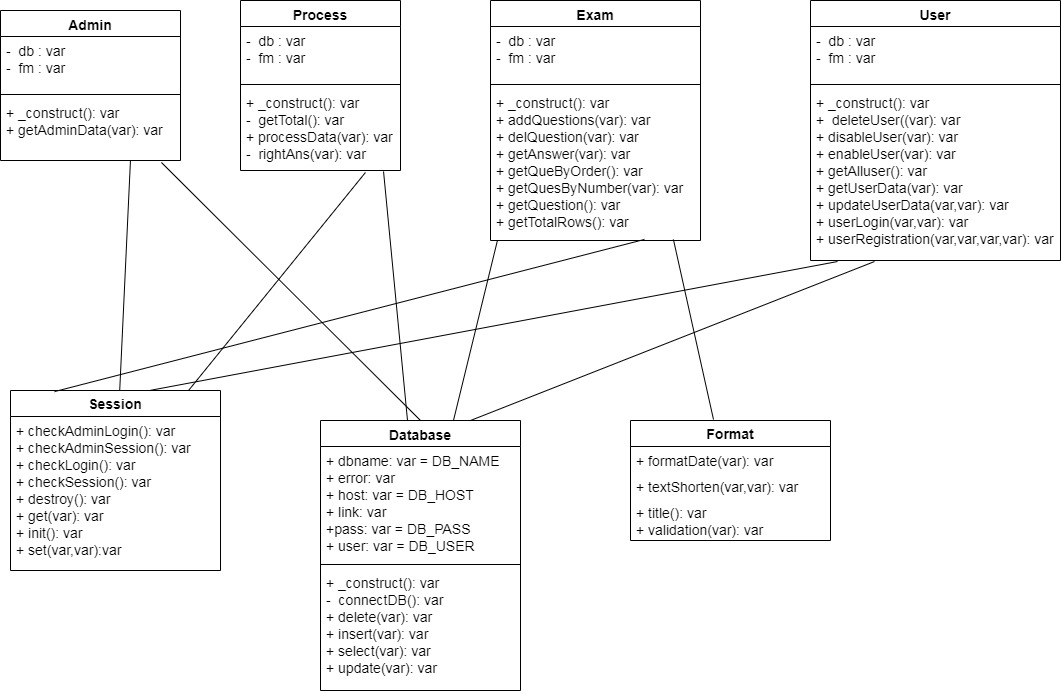 Admin
- db : var
- fm : var
+ _construct(): var
+ getAdminData(var): var
Process
- db : var
- fm : var
+ _construct(): var
- getTotal(): var
+ processData(var): var
- rightAns(var): var
Exam
- db : var
- fm : var
+ _construct(): var
+ addQuestions(var): var
+ delQuestion(var): var
+ getAnswer(var): var
+ getQueByOrder(): var
+ getQuesByNumber(var): var
+ getQuestion(): var
+ getTotalRows(): var
User
- db : var
- fm : var
+ _construct(): var
+ deleteUser((var): var
+ disableUser(var): var
+ enableUser(var): var
+ getAlluser(): var
+ getUserData(var): var
+ updateUserData(var,var): var
+ userLogin(var,var): var
+ userRegistration(var,var,var,var): var
Session
+ checkAdminLogin(): var
+ checkAdminSession(): var
+ checkLogin(): var
+ checkSession(): var
+ destroy(): var
+ get(var): var
+ init(): var
+ set(var,var):var
Database
+ dbname: var = DB_NAME
+ error: var
+ host: var = DB_HOST
+ link: var
+pass: var = DB_PASS
+ user: var = DB_USER
+ _construct(): var
- connectDB(): var
+ delete(var): var
+ insert(var): var
+ select(var): var
+ update(var): var
Format
+ formatDate(var): var
+ textShorten(var,var): var
+ title(): var
+ validation(var): var